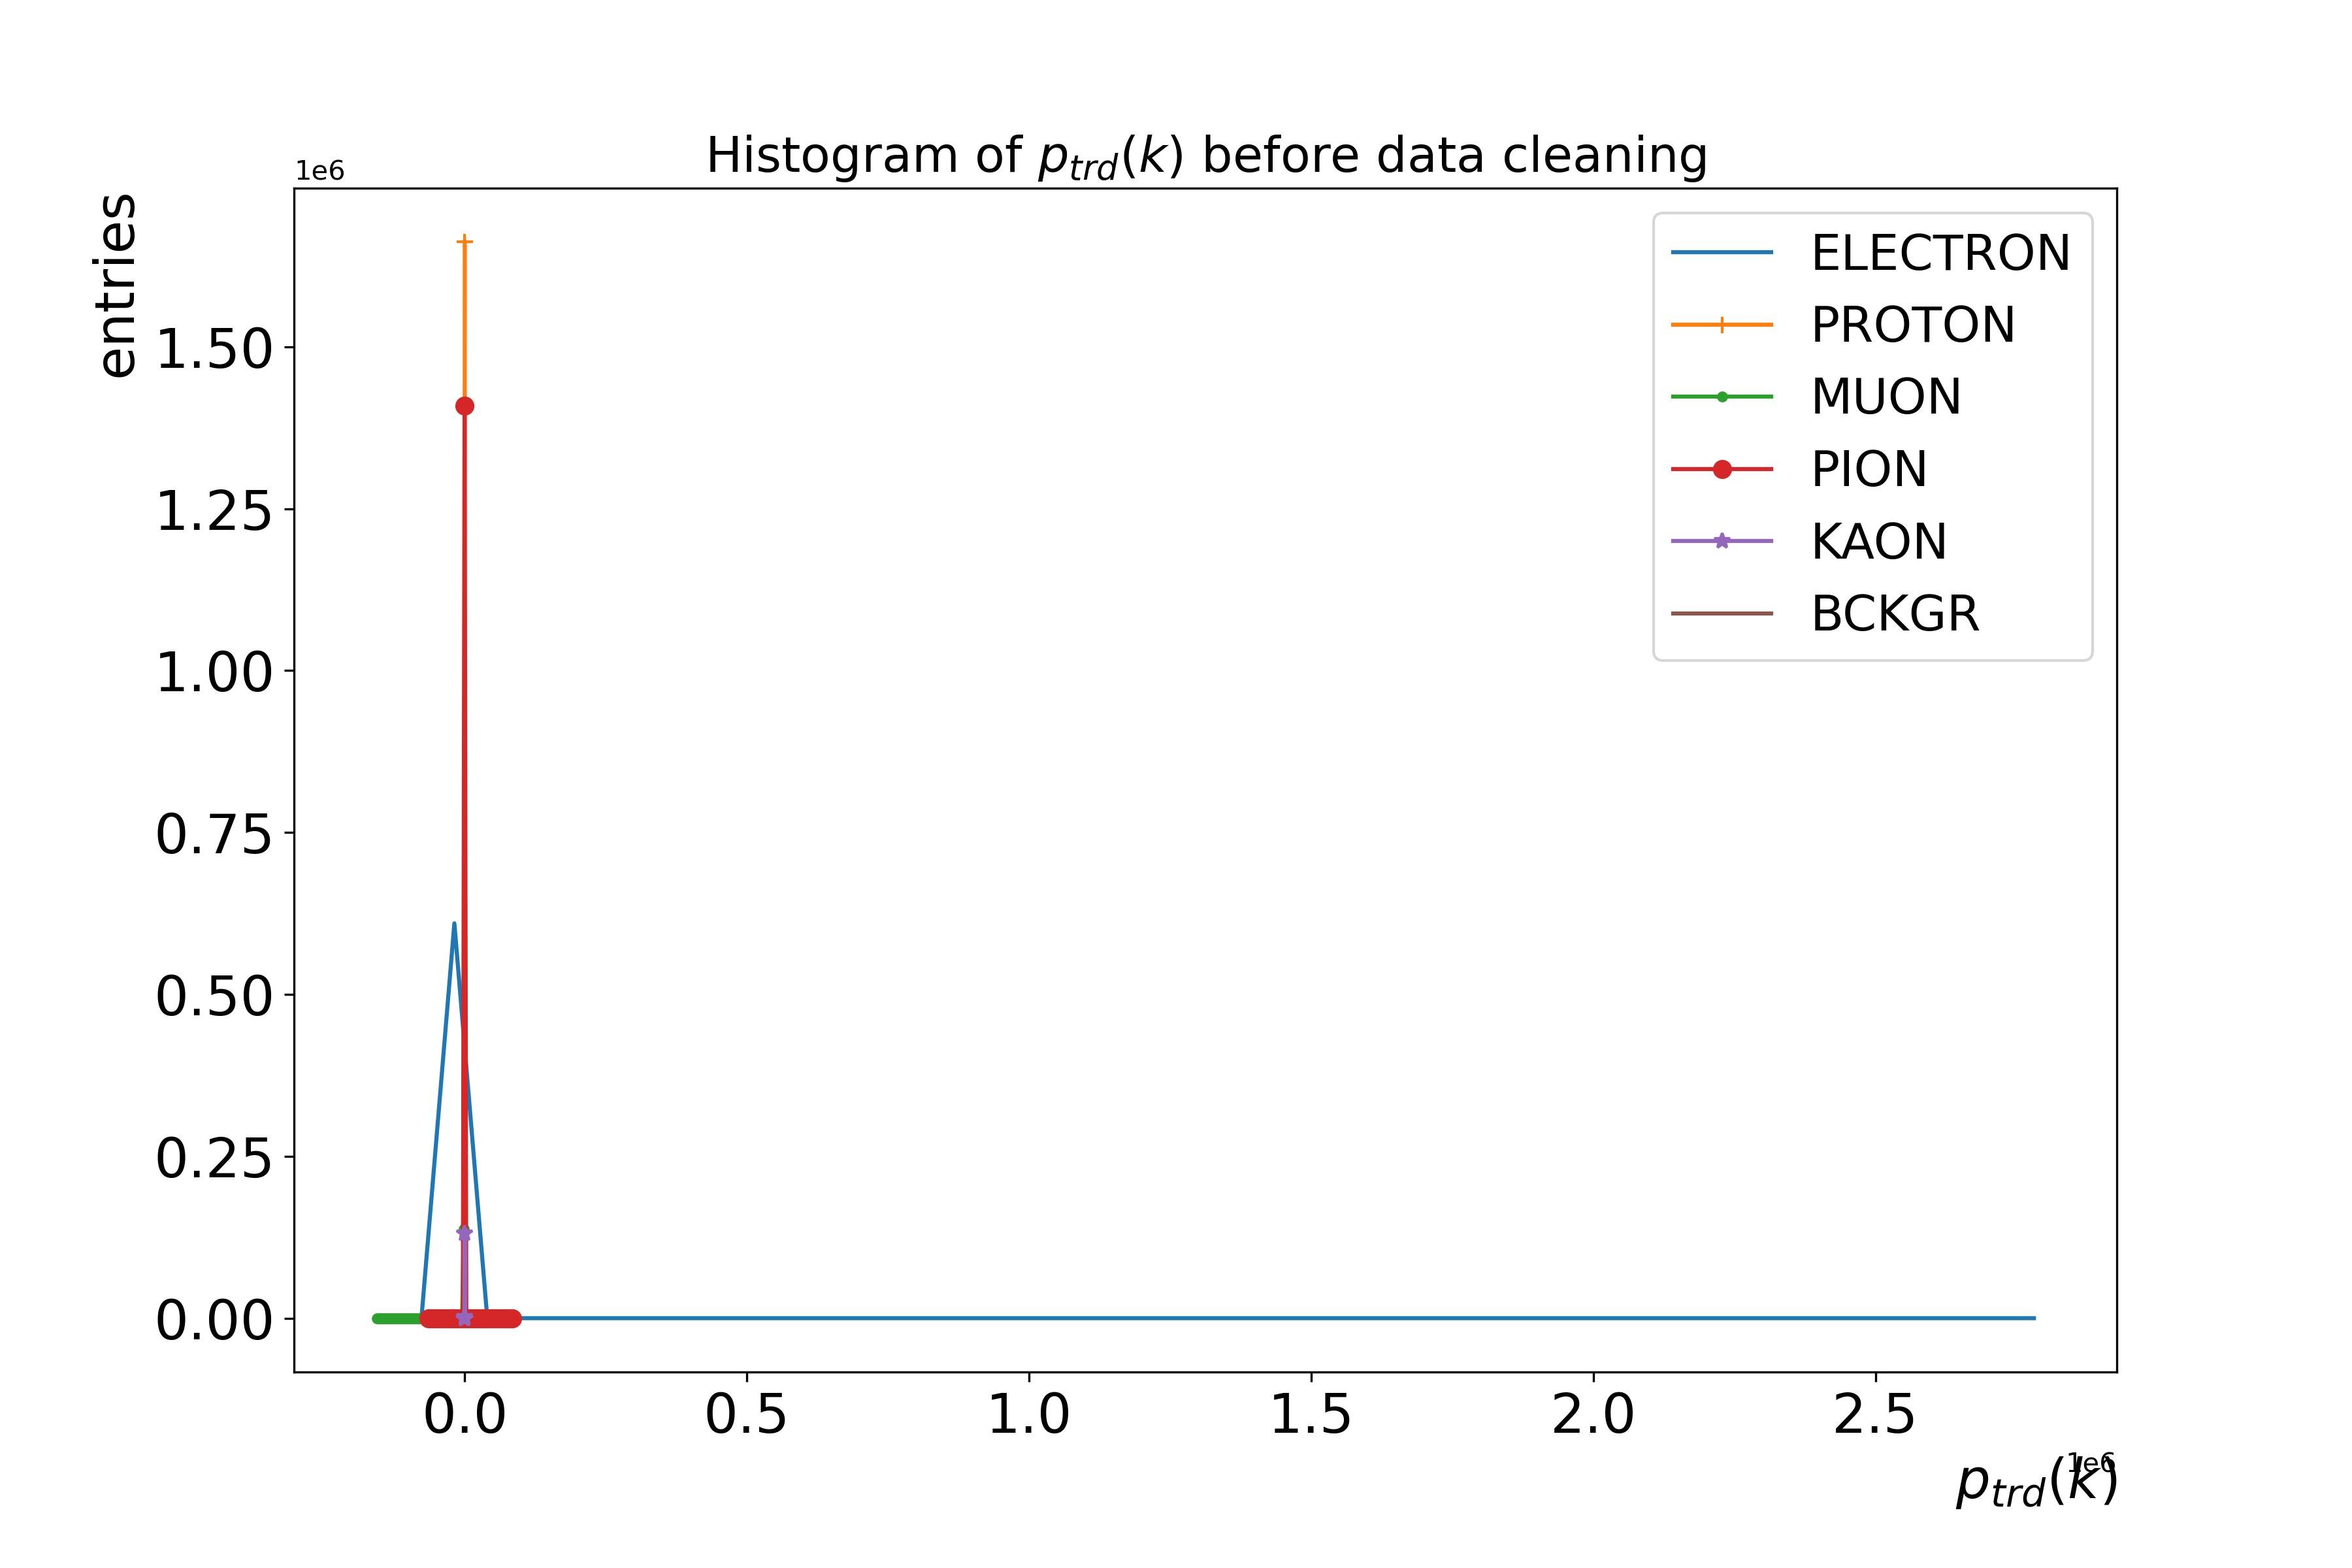 Histogram of p_trd(k) before data cleaning
1e6
entries
1.50
1.25
1.00
0.75
0.50
0.25
0.00
ELECTRON
PROTON
MUON
PION
KAON
BCKGR
0.0 0.5 1.0 1.5 2.0 2.5
1e6
p_trd(k)